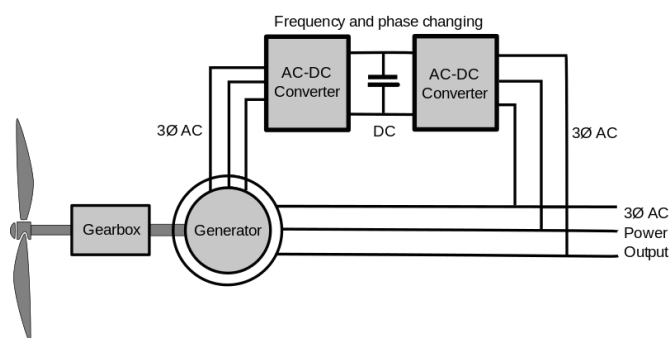 Frequency and phase changing
AC-DC
Converter
AC-DC
Converter
3Ø AC
DC
3Ø AC
Gearbox
Generator
3Ø AC
Power
Output